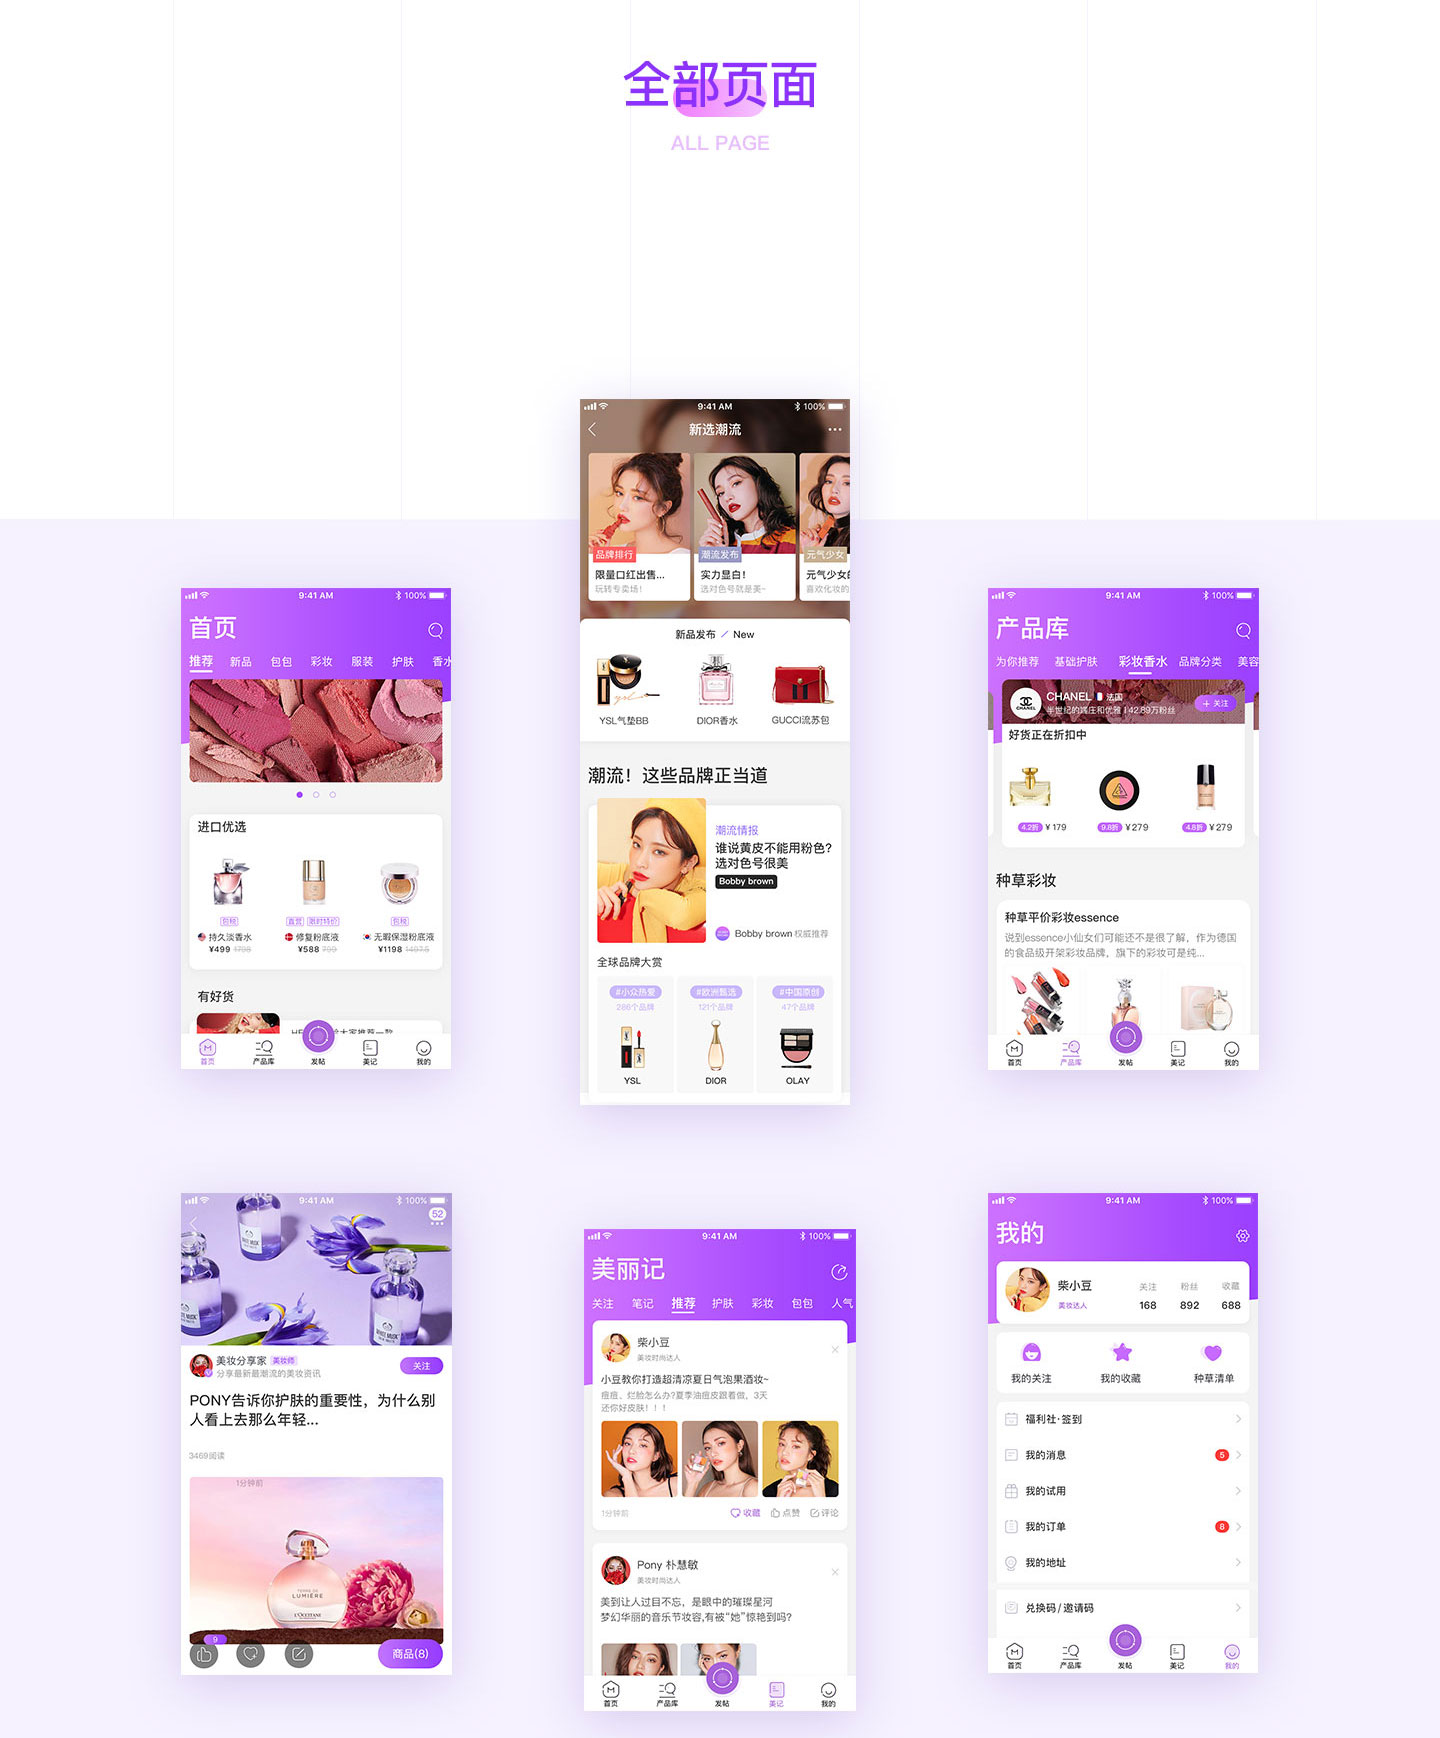 全部页面
ALL PAGE
9:41 AM
100%
新选潮流
品牌排行
潮流发布
元气少女
限量口红出售...
实力显白!
元气少女的
玩转专卖场!
选对色号就是美~
喜欢化妆的
新品发布 / New
YSL气垫BB
DIOR香水
GUCCI流苏包
潮流！这些品牌正当道
潮流情报
谁说黄皮不能用粉色?
选对色号很美
Bobby brown
Bobby brown 权威推荐
全球品牌大赏
#小众热爱
#欧洲甄选
#中国原创
286个品牌
121个品牌
47个品牌
YSL
DIOR
OLAY
9:41 AM
100%
首页
推荐 新品 包包 彩妆 服装 护肤 香水
进口优选
包税
直营 限时特价
包税
持久淡香水
修复粉底液
无暇保湿粉底液
¥499 ¥798
¥588 799
¥1198 1497.5
有好货
首页 产品库 发帖 美记 我的
9:41 AM
100%
产品库
为你推荐 基础护肤 彩妆香水 品牌分类 美容
CHANEL
CHANEL 法国
半世纪的端庄和优雅 | 42.89万粉丝
+ 关注
好货正在折扣中
4.2折 ¥ 179
9.8折 ¥ 279
4.8折 ¥ 279
种草彩妆
种草平价彩妆essence
说到essence小仙女们可能还不是很了解，作为德国
的食品级开架彩妆品牌，旗下的彩妆可是纯...
首页 产品库 发帖 美记 我的
9:41 AM
100%
52
WHITE MUSK
美妆分享家 美妆师
分享最新最潮流的美妆资讯
关注
PONY告诉你护肤的重要性，为什么别
人看上去那么年轻...
3469阅读
1分钟前
TERRE DE
LUMIÈRE
L'OCCITANE
9
商品(8)
9:41 AM
100%
美丽记
关注 笔记 推荐 护肤 彩妆 包包 人气
柴小豆
美妆时尚达人
小豆教你打造超清凉夏日气泡果酒妆~
痘痘、烂脸怎么办?夏季油痘皮跟着做，3天
还你好皮肤！！！
1分钟前
收藏 点赞 评论
Pony 朴慧敏
美妆时尚达人
美到让人过目不忘，是眼中的璀璨星河
梦幻华丽的音乐节妆容,有被“她”惊艳到吗?
首页 产品库 发帖 美记 我的
9:41 AM
100%
我的
柴小豆
美妆达人
关注 粉丝 收藏
168 892 688
我的关注 我的收藏 种草清单
福利社·签到
我的消息 5
我的试用
我的订单 8
我的地址
兑换码 / 邀请码
首页 产品库 发帖 美记 我的